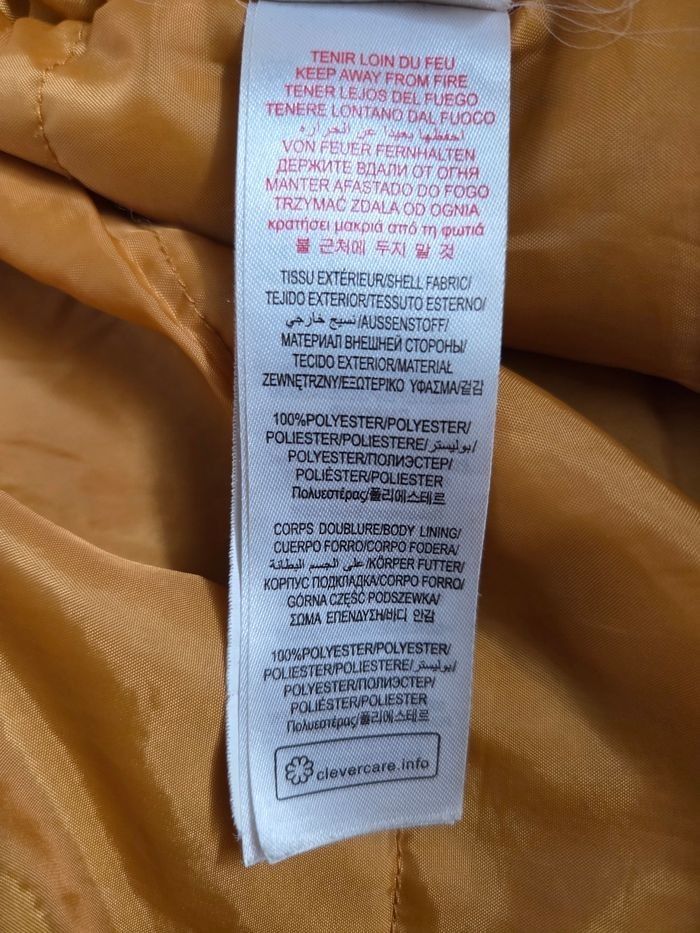 TENIR LOIN DU FEU
KEEP AWAY FROM FIRE
TENER LEJOS DEL FUEGO
TENERE LONTANO DAL FUOCO
احفظها بعيدا عن الحراره
VON FEUER FERNHALTEN
ДЕРЖИТЕ ВДАЛИ ОТ ОГНЯ
MANTER AFASTADO DO FOGO
TRZYMAĆ ZDALA OD OGNIA
κρατήσει μακριά από τη φωτιά
불 근처에 두지 말 것
TISSU EXTÉRIEUR/SHELL FABRIC/
TEJIDO EXTERIOR/TESSUTO ESTERNO/
نسيج خارجي/AUSSENSTOFF/
МАТЕРИАЛ ВНЕШНЕЙ СТОРОНЫ/
TECIDO EXTERIOR/MATERIAŁ
ZEWNĘTRZNY/ΕΞΩΤΕΡΙΚΟ ΥΦΑΣΜΑ/겉감
100%POLYESTER/POLYESTER/
POLIESTER/POLIESTERE/بوليستر/
POLYESTER/ПОЛИЭСТЕР/
POLIÉSTER/POLIESTER
Πολυεστέρας/폴리에스테르
CORPS DOUBLURE/BODY LINING/
CUERPO FORRO/CORPO FODERA/
على الجسم البطانة/KÖRPER FUTTER/
КОРПУС ПОДКЛАДКА/CORPO FORRO/
GÓRNA CZĘŚĆ PODSZEWKA/
ΣΩΜΑ ΕΠΕΝΔΥΣΗ/바디 안감
100%POLYESTER/POLYESTER/
POLIESTER/POLIESTERE/بوليستر/
POLYESTER/ПОЛИЭСТЕР/
POLIÉSTER/POLIESTER
Πολυεστέρας/폴리에스테르
clevercare.info